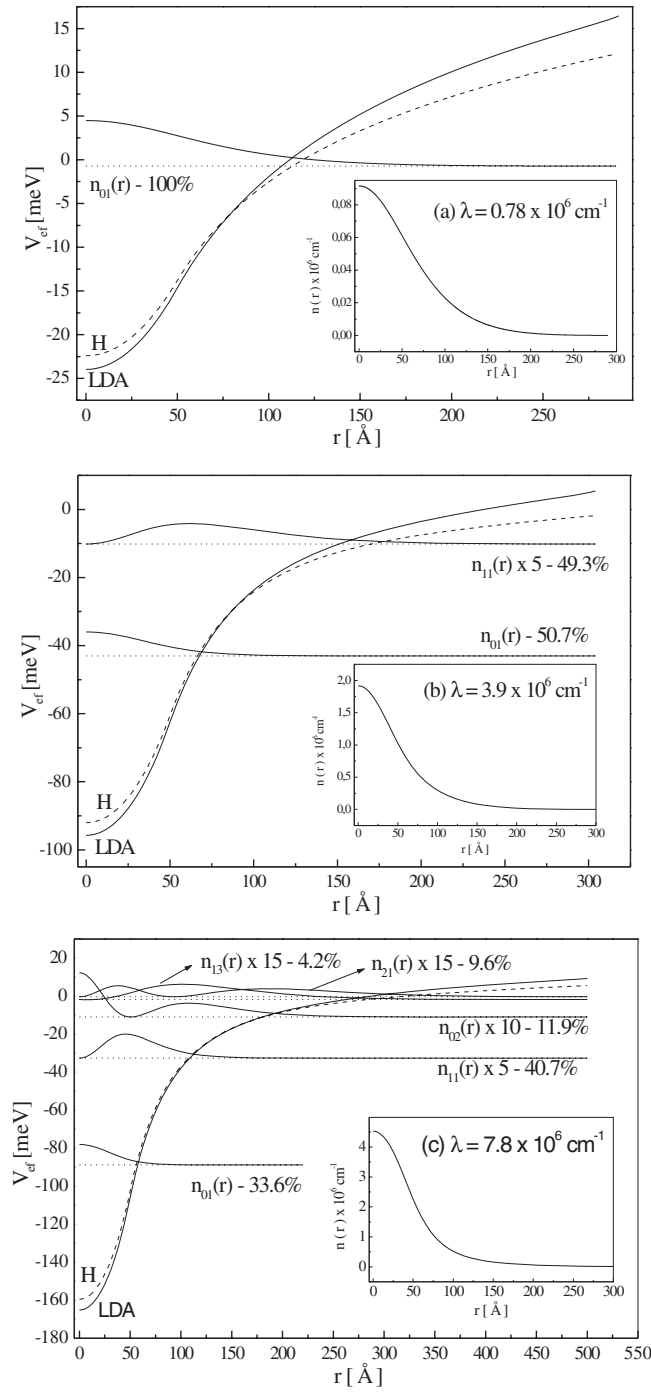 15
10
5
0
-5
-10
-15
-20
-25
V_ef [meV]
n_01(r) - 100%
H
LDA
(a) λ = 0.78 x 10^6 cm^-1
0,08
0,06
0,04
0,02
0,00
n ( r ) x 10^6 cm^-1
0 50 100 150 200 250 300
r [ Å ]
0 50 100 150 200 250
r [ Å ]
0
-20
-40
-60
-80
-100
V_ef [meV]
n_11(r) x 5 - 49.3%
n_01(r) - 50.7%
H
LDA
(b) λ = 3.9 x 10^6 cm^-1
2,0
1,5
1,0
0,5
0,0
n ( r ) x 10^6 cm^-1
0 50 100 150 200 250 300
r [ Å ]
0 50 100 150 200 250 300
r [ Å ]
20
0
-20
-40
-60
-80
-100
-120
-140
-160
-180
V_ef [meV]
n_13(r) x 15 - 4.2%
n_21(r) x 15 - 9.6%
n_02(r) x 10 - 11.9%
n_11(r) x 5 - 40.7%
n_01(r) - 33.6%
H
LDA
(c) λ = 7.8 x 10^6 cm^-1
4
3
2
1
0
n ( r ) x 10^6 cm^-1
0 50 100 150 200 250 300
r [ Å ]
0 50 100 150 200 250 300 350 400 450 500 550
r [ Å ]